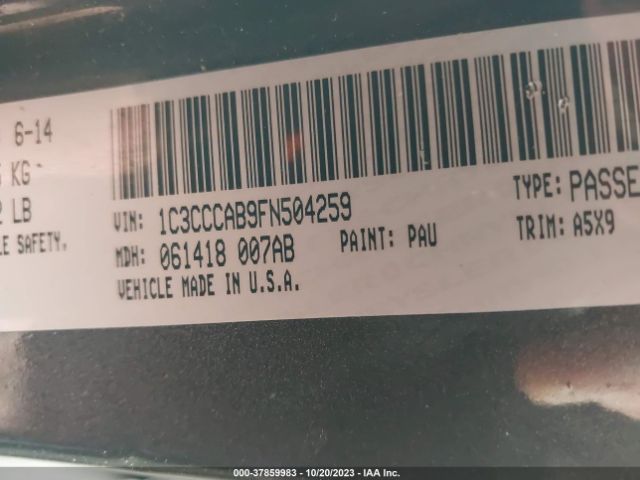 6-14
KG
LB
LE SAFETY.
VIN: 1C3CCCAB9FN504259
TYPE: PASSE
MDH: 061418 007AB
PAINT: PAU
TRIM: A5X9
VEHICLE MADE IN U.S.A.
000-37859983 - 10/20/2023 - IAA Inc.